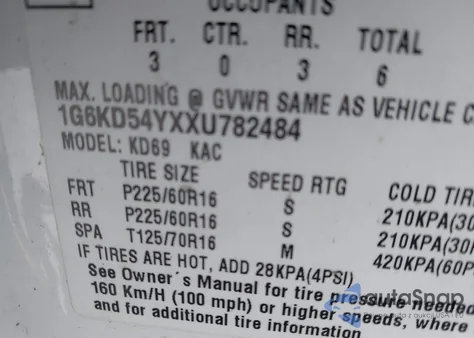 OCCUPANTS
FRT. CTR. RR. TOTAL
3 0 3 6
MAX. LOADING @ GVWR SAME AS VEHICLE C
1G6KD54YXXU782484
MODEL: KD69 KAC
TIRE SIZE SPEED RTG COLD TIR
FRT P225/60R16 S 210KPA(30
RR P225/60R16 S 210KPA(30
SPA T125/70R16 M 420KPA(60P
IF TIRES ARE HOT, ADD 28KPA(4PSI)
See Owner's Manual for tire pressure needed
160 Km/H (100 mph) or higher speeds, where
and for additional tire information
autoSnap